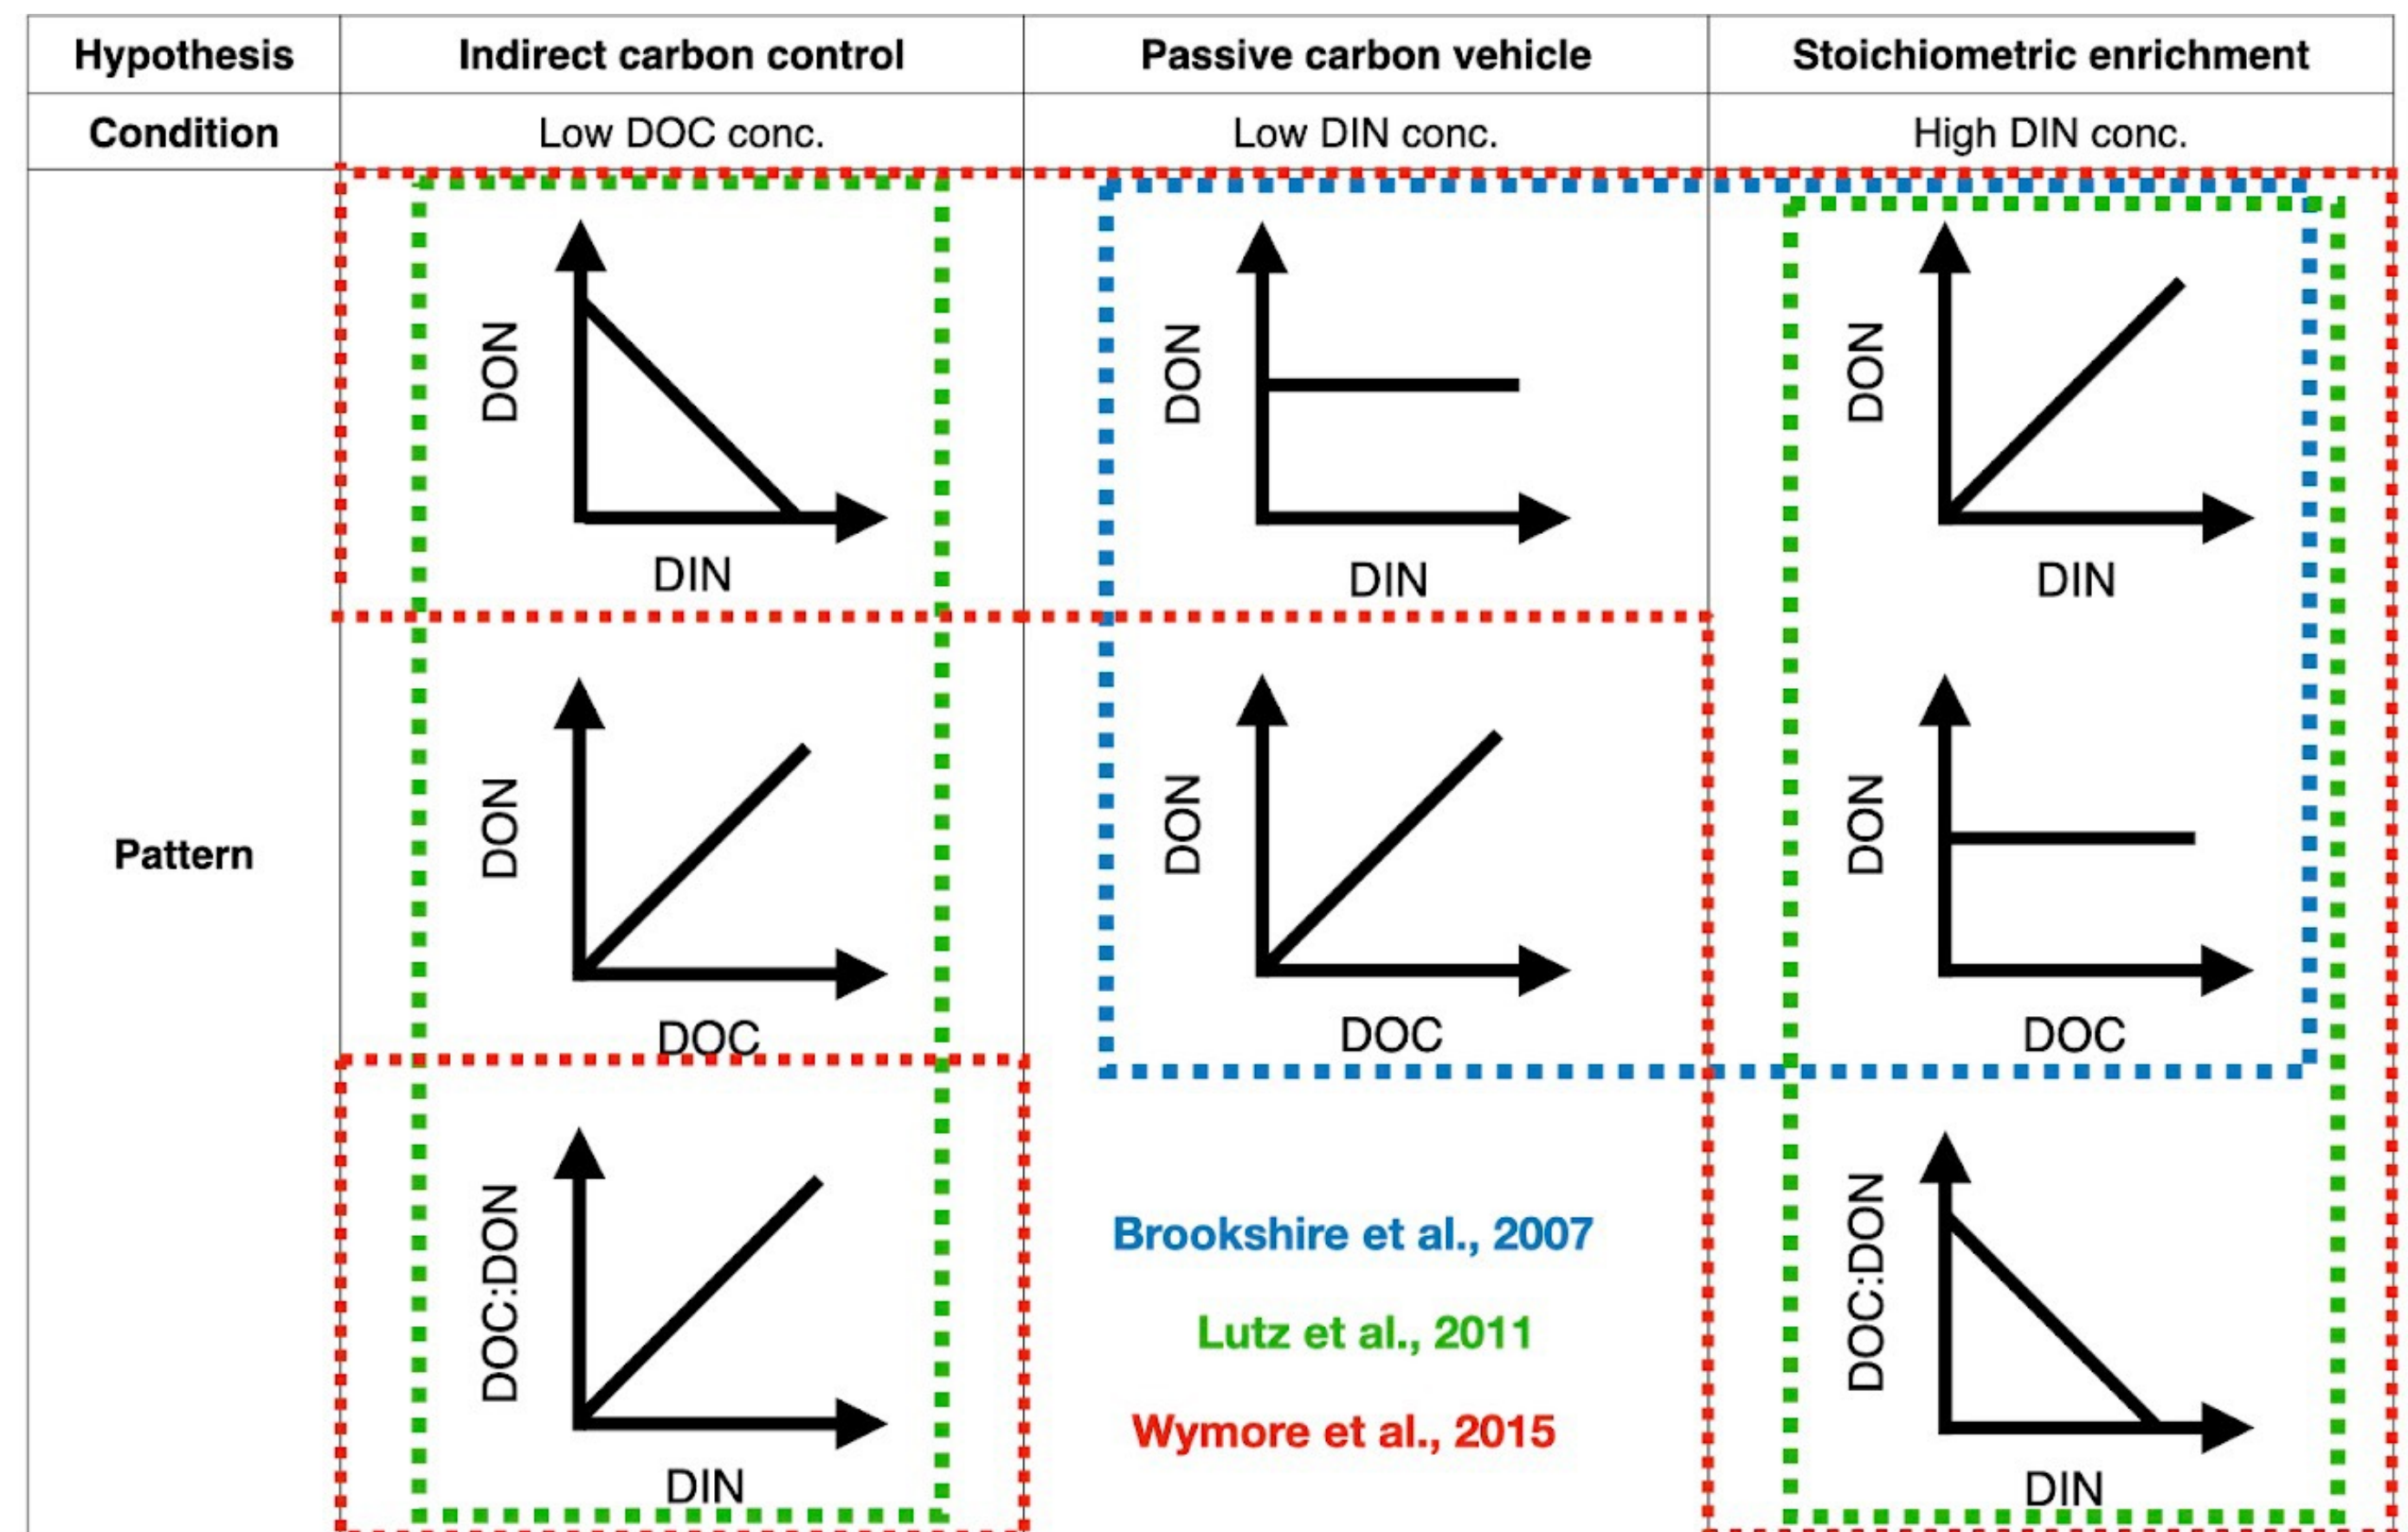 Hypothesis Indirect carbon control Passive carbon vehicle Stoichiometric enrichment
Condition Low DOC conc. Low DIN conc. High DIN conc.
Pattern
DON
DIN
DON
DIN
DON
DIN
DON
DOC
DON
DOC
DON
DOC
DOC:DON
DIN
Brookshire et al., 2007
Lutz et al., 2011
Wymore et al., 2015
DOC:DON
DIN